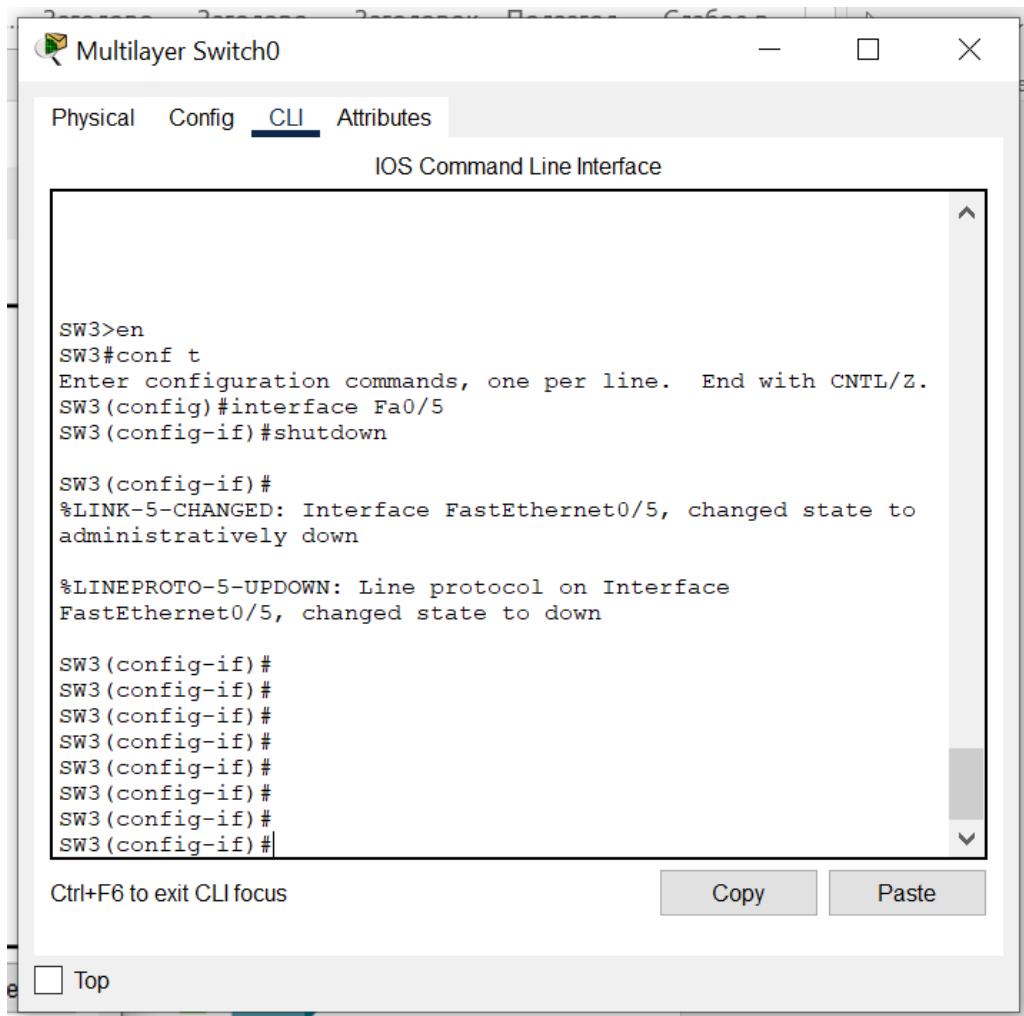 Multilayer Switch0
Physical Config CLI Attributes
IOS Command Line Interface
SW3>en
SW3#conf t
Enter configuration commands, one per line.  End with CNTL/Z.
SW3(config)#interface Fa0/5
SW3(config-if)#shutdown
SW3(config-if)#
%LINK-5-CHANGED: Interface FastEthernet0/5, changed state to
administratively down
%LINEPROTO-5-UPDOWN: Line protocol on Interface
FastEthernet0/5, changed state to down
SW3(config-if)#
SW3(config-if)#
SW3(config-if)#
SW3(config-if)#
SW3(config-if)#
SW3(config-if)#
SW3(config-if)#
SW3(config-if)#
Ctrl+F6 to exit CLI focus
Copy Paste
Top